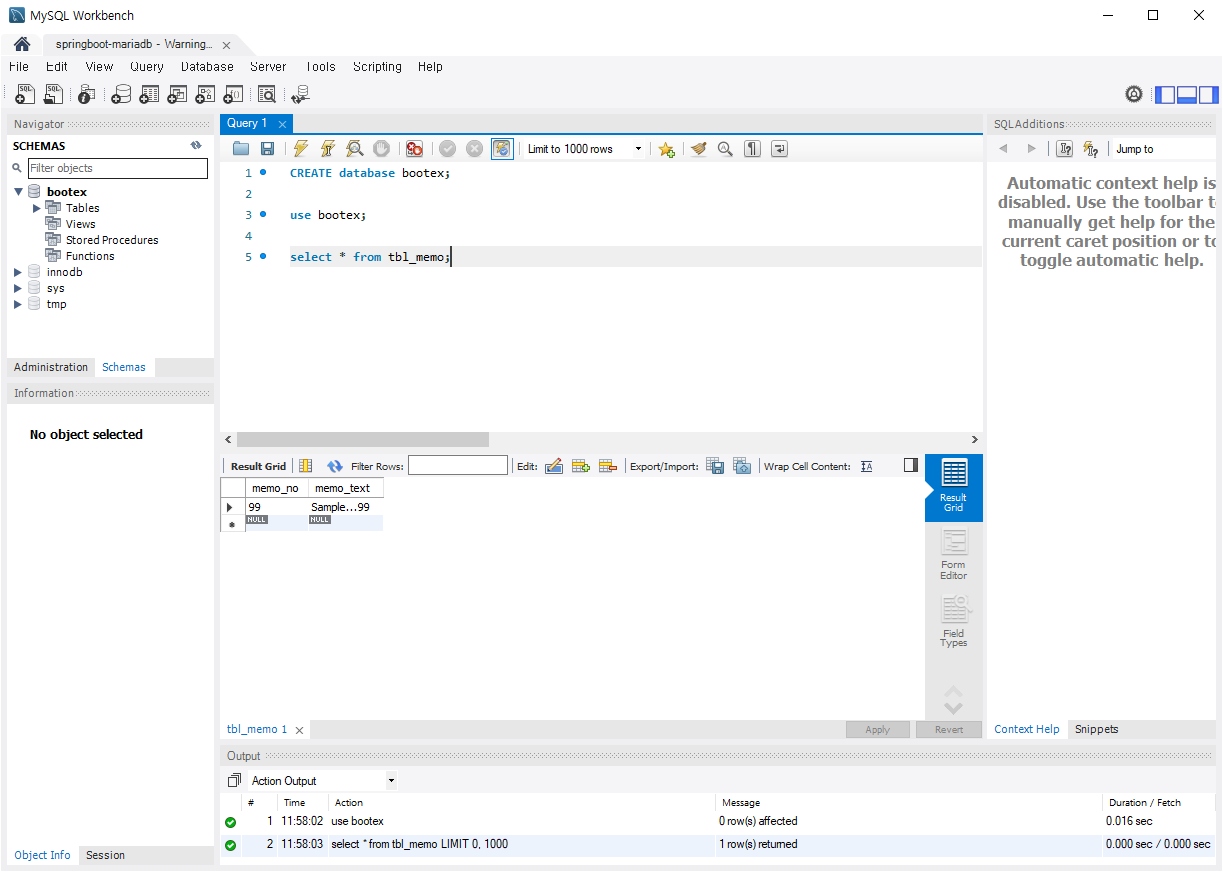 MySQL Workbench
springboot-mariadb - Warning...
File Edit View Query Database Server Tools Scripting Help
Navigator
SCHEMAS
Filter objects
bootex
Tables
Views
Stored Procedures
Functions
innodb
sys
tmp
Administration Schemas
Information
No object selected
Object Info Session
Query 1
Limit to 1000 rows
1 CREATE database bootex;
2
3 use bootex;
4
5 select * from tbl_memo;
Result Grid Filter Rows: Edit: Export/Import: Wrap Cell Content:
memo_no memo_text
99 Sample...99
NULL NULL
Result
Grid
Form
Editor
Field
Types
tbl_memo 1
Apply Revert
SQLAdditions
Jump to
Automatic context help is
disabled. Use the toolbar t
manually get help for the
current caret position or to
toggle automatic help.
Context Help Snippets
Output
Action Output
# Time Action Message Duration / Fetch
1 11:58:02 use bootex 0 row(s) affected 0.016 sec
2 11:58:03 select * from tbl_memo LIMIT 0, 1000 1 row(s) returned 0.000 sec / 0.000 sec